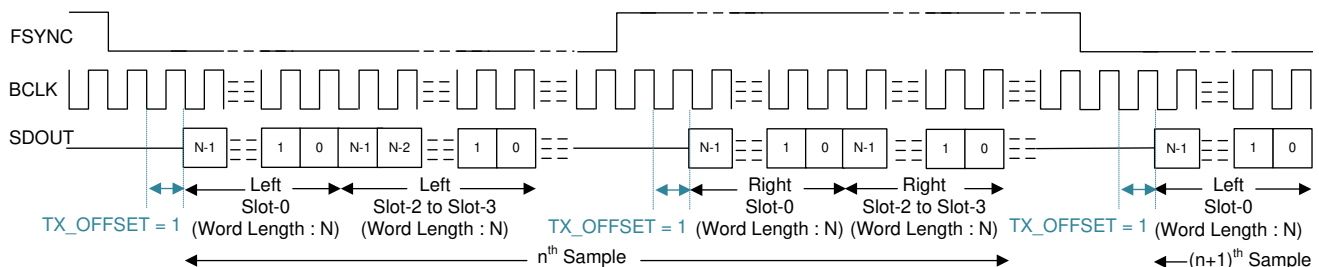 FSYNC
BCLK
SDOUT
N-1 1 0 N-1 N-2 1 0 N-1 1 0 N-1 1 0 N-1 1 0
Left Left Right Right Left
Slot-0 Slot-2 to Slot-3 Slot-0 Slot-2 to Slot-3 Slot-0
TX_OFFSET = 1 (Word Length : N) (Word Length : N) TX_OFFSET = 1 (Word Length : N) (Word Length : N) TX_OFFSET = 1 (Word Length : N)
nth Sample (n+1)th Sample